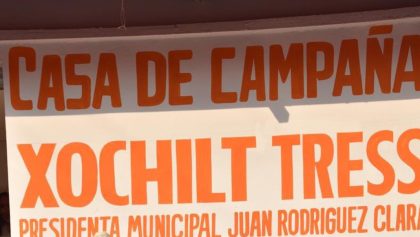 CASA DE CAMPAÑA
XOCHILT TRESS
PRESIDENTA MUNICIPAL JUAN RODRIGUEZ CLARA